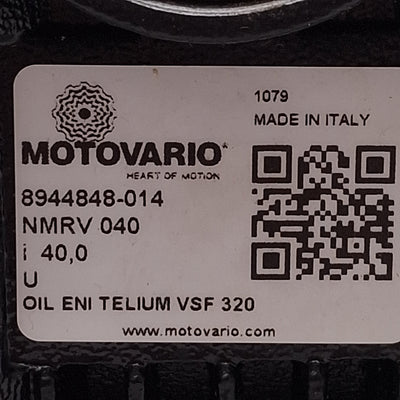 1079
MADE IN ITALY
MOTOVARIO
HEART OF MOTION
8944848-014
NMRV 040
i 40,0
U
OIL ENI TELIUM VSF 320
www.motovario.com